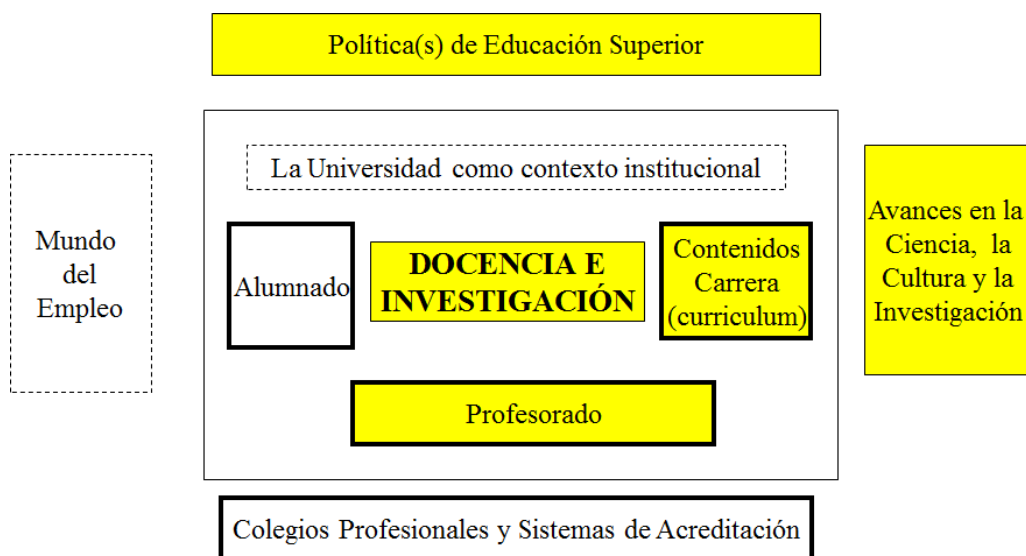 Política(s) de Educación Superior
La Universidad como contexto institucional
Mundo
del
Empleo
Alumnado
DOCENCIA E
INVESTIGACIÓN
Contenidos
Carrera
(curriculum)
Avances en la
Ciencia, la
Cultura y la
Investigación
Profesorado
Colegios Profesionales y Sistemas de Acreditación